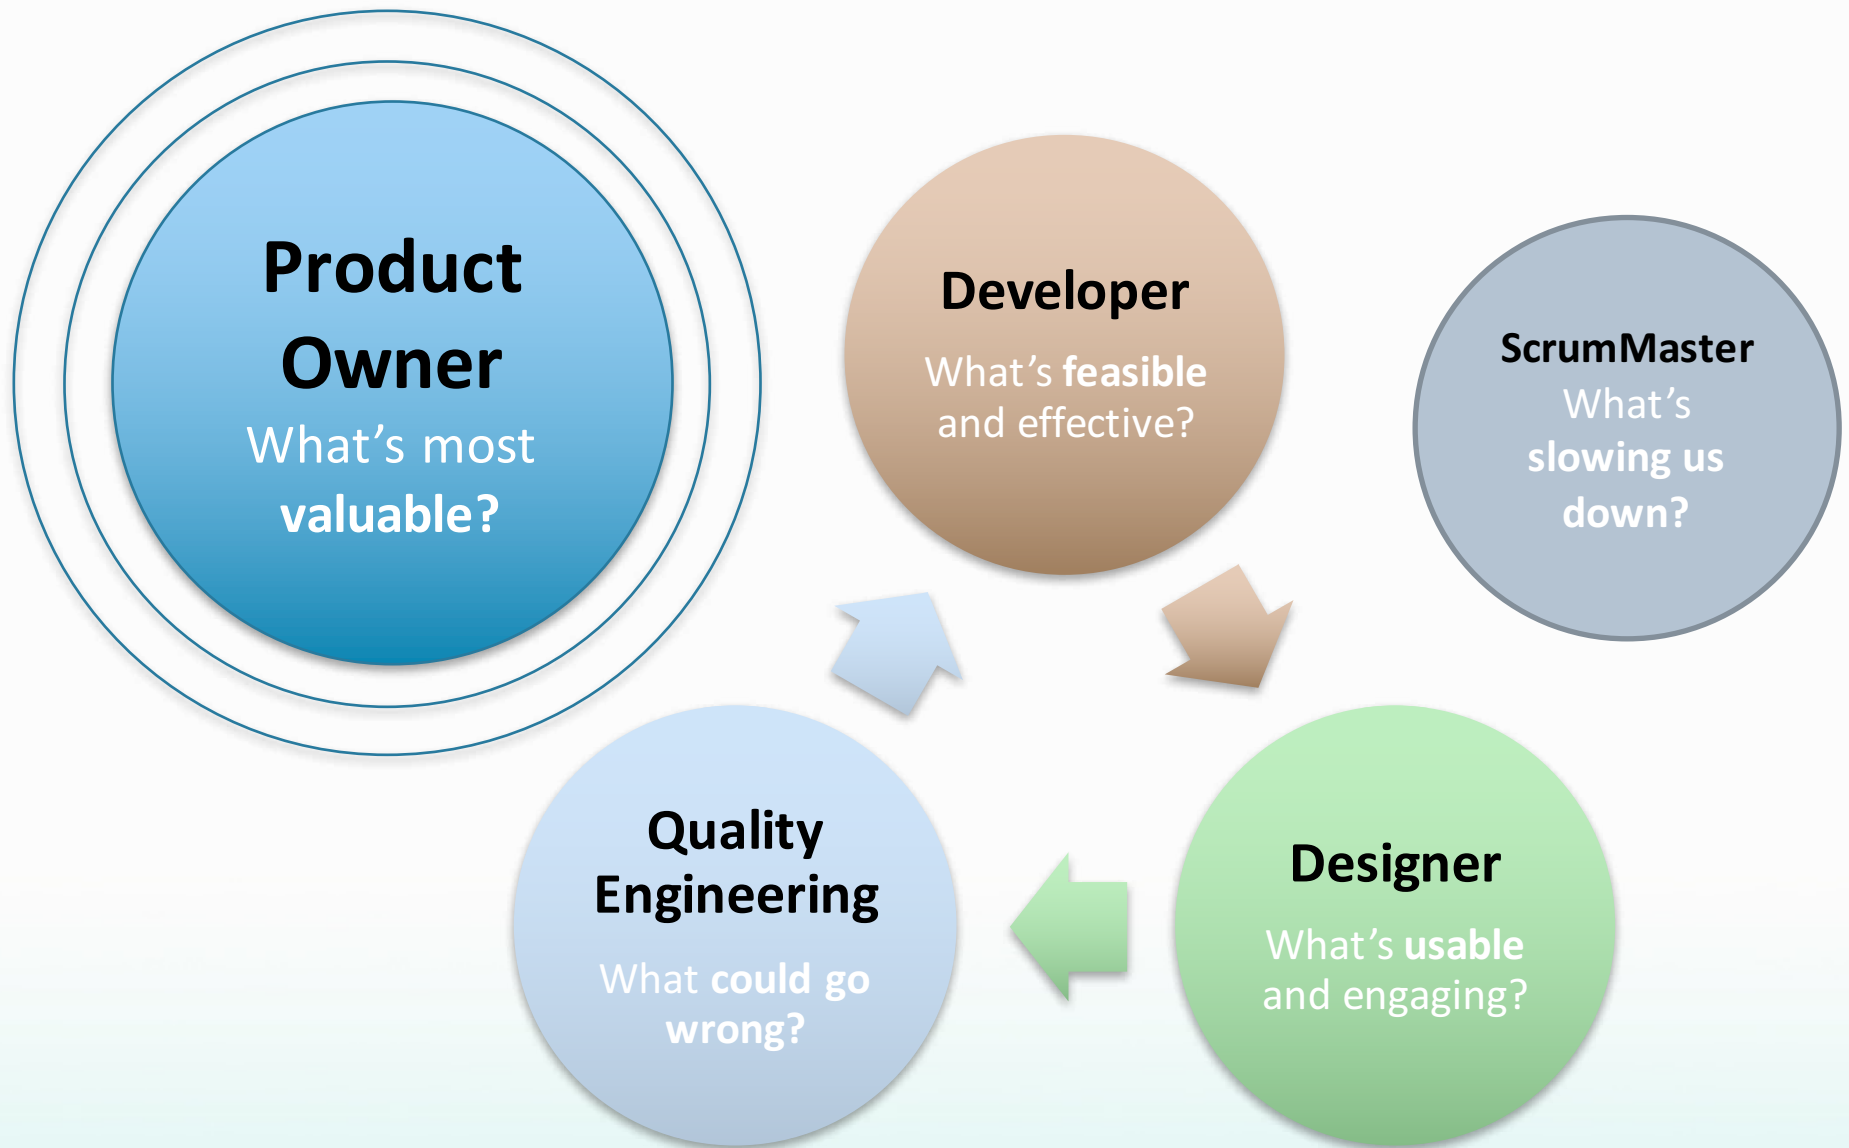 Product
Owner
What’s most
valuable?
Developer
What’s feasible
and effective?
ScrumMaster
What’s
slowing us
down?
Quality
Engineering
What could go
wrong?
Designer
What’s usable
and engaging?